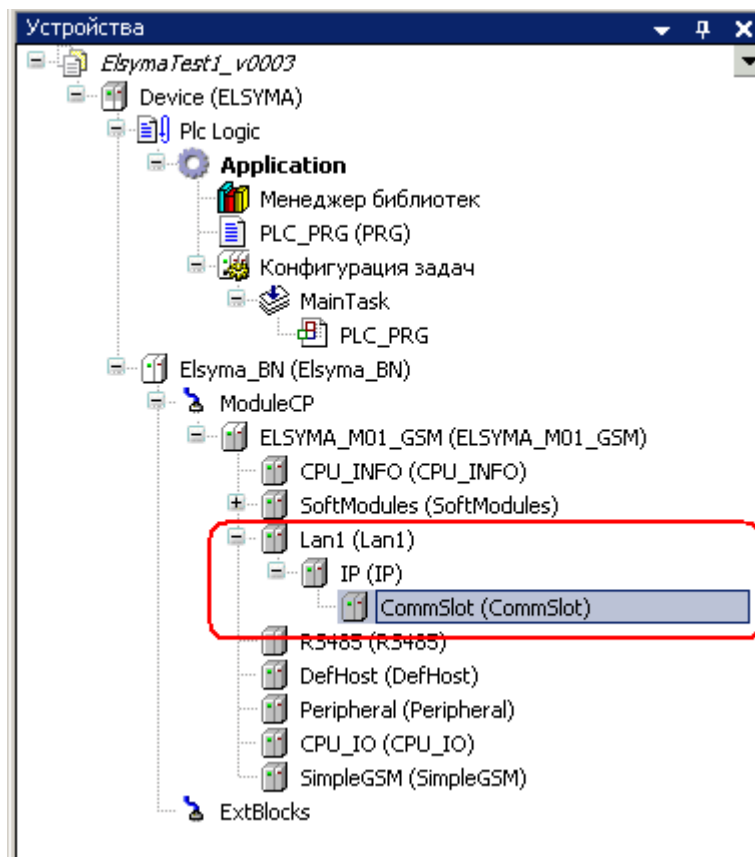 Устройства
ElsymaTest1_v0003
Device (ELSYMA)
Plc Logic
Application
Менеджер библиотек
PLC_PRG (PRG)
Конфигурация задач
MainTask
PLC_PRG
Elsyma_BN (Elsyma_BN)
ModuleCP
ELSYMA_M01_GSM (ELSYMA_M01_GSM)
CPU_INFO (CPU_INFO)
SoftModules (SoftModules)
Lan1 (Lan1)
IP (IP)
CommSlot (CommSlot)
RS485 (RS485)
DefHost (DefHost)
Peripheral (Peripheral)
CPU_IO (CPU_IO)
SimpleGSM (SimpleGSM)
ExtBlocks